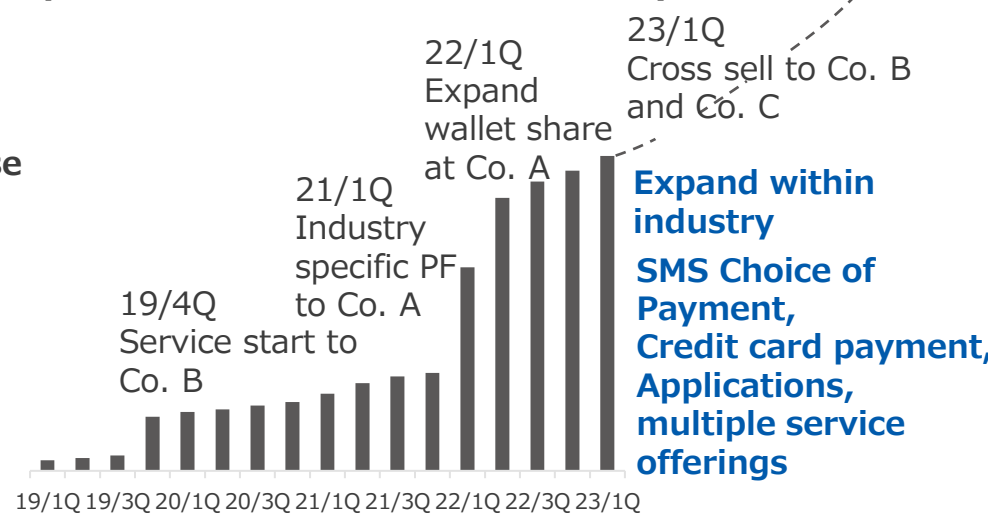 23/1Q
Cross sell to Co. B
and Co. C
22/1Q
Expand
wallet share
at Co. A
se
21/1Q
Industry
specific PF
to Co. A
19/4Q
Service start to
Co. B
Expand within
industry
SMS Choice of
Payment,
Credit card payment,
Applications,
multiple service
offerings
19/1Q 19/3Q 20/1Q 20/3Q 21/1Q 21/3Q 22/1Q 22/3Q 23/1Q